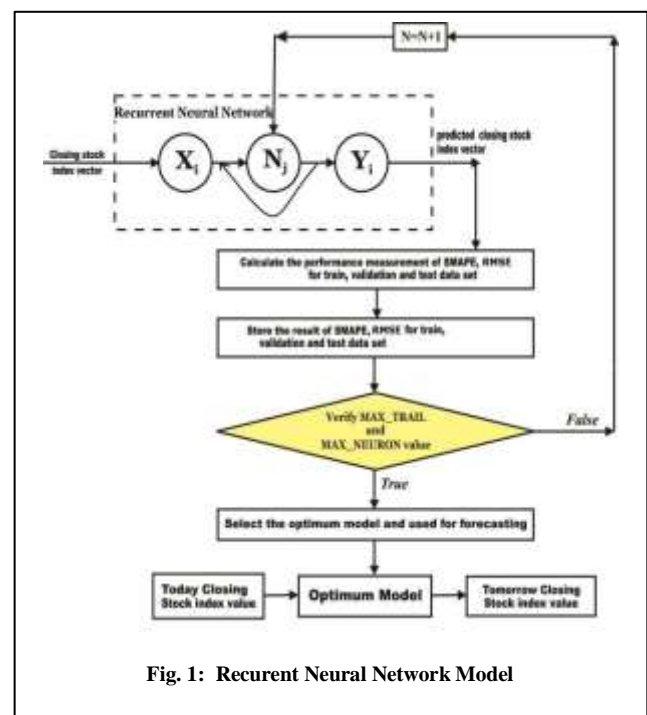 N=N+1
Recurrent Neural Network
Closing stock
index vector
X_i
N_j
Y_i
predicted closing stock
index vector
Calculate the performance measurement of SMAPE, RMSE
for train, validation and test data set
Store the result of SMAPE, RMSE for train,
validation and test data set
Verify MAX_TRAIL
and
MAX_NEURON value
False
True
Select the optimum model and used for forecasting
Today Closing
Stock index value
Optimum Model
Tomorrow Closing
Stock index value
Fig. 1: Recurent Neural Network Model